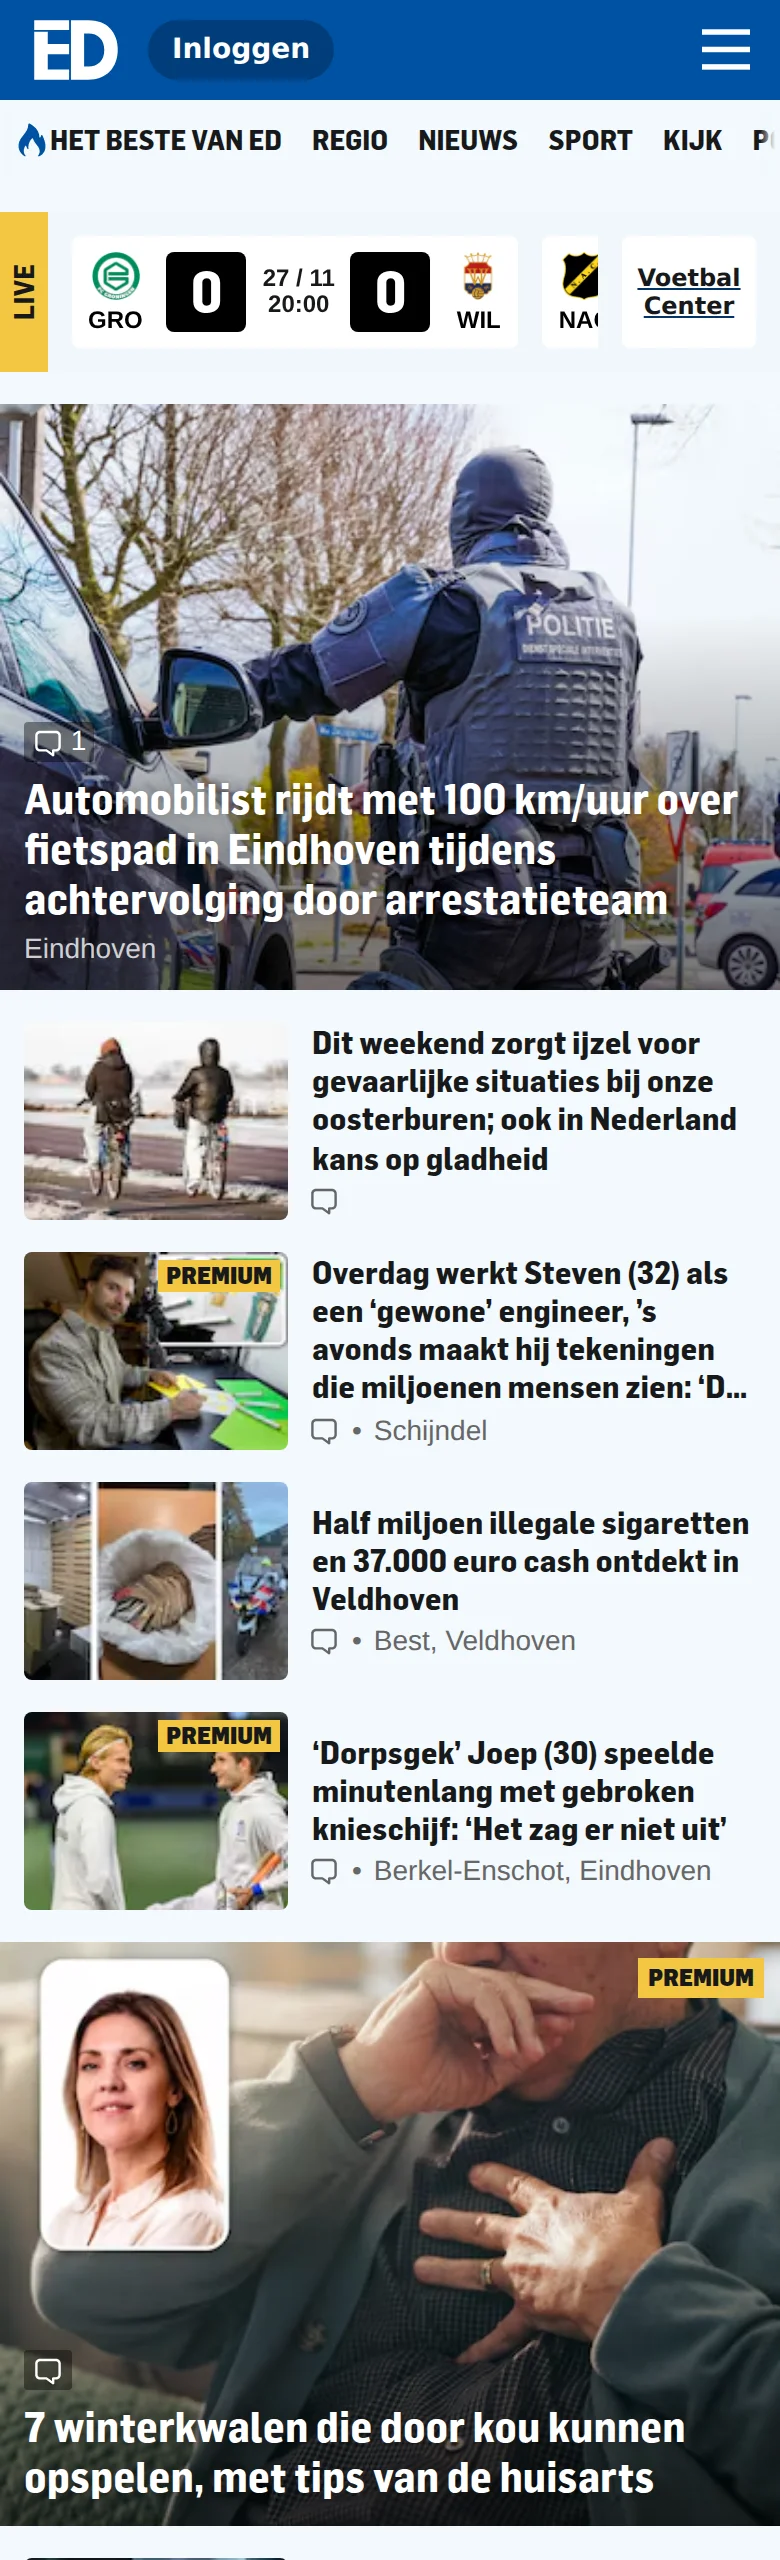 ED Inloggen
HET BESTE VAN ED REGIO NIEUWS SPORT KIJK
LIVE
GRO 0 27 / 11 20:00 0 WIL
NAC
Voetbal
Center
POLITIE
DIENST SPECIALE INTERVENTIES
1
Automobilist rijdt met 100 km/uur over
fietspad in Eindhoven tijdens
achtervolging door arrestatieteam
Eindhoven
Dit weekend zorgt ijzel voor
gevaarlijke situaties bij onze
oosterburen; ook in Nederland
kans op gladheid
PREMIUM
Overdag werkt Steven (32) als
een ‘gewone’ engineer, ’s
avonds maakt hij tekeningen
die miljoenen mensen zien: ‘D...
• Schijndel
Half miljoen illegale sigaretten
en 37.000 euro cash ontdekt in
Veldhoven
• Best, Veldhoven
PREMIUM
‘Dorpsgek’ Joep (30) speelde
minutenlang met gebroken
knieschijf: ‘Het zag er niet uit’
• Berkel-Enschot, Eindhoven
PREMIUM
7 winterkwalen die door kou kunnen
opspelen, met tips van de huisarts